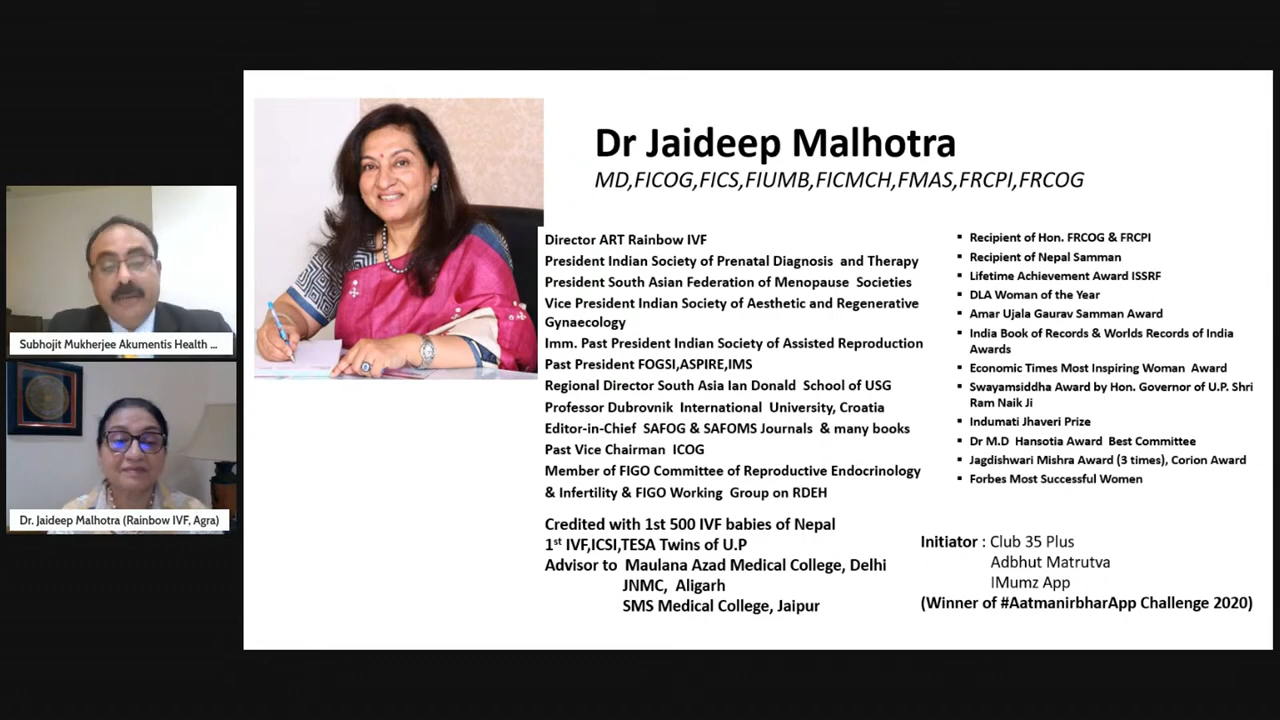 Dr Jaideep Malhotra
MD,FICOG,FICS,FIUMB,FICMCH,FMAS,FRCPI,FRCOG
Director ART Rainbow IVF
President Indian Society of Prenatal Diagnosis and Therapy
President South Asian Federation of Menopause Societies
Vice President Indian Society of Aesthetic and Regenerative
Gynaecology
Imm. Past President Indian Society of Assisted Reproduction
Past President FOGSI,ASPIRE,IMS
Regional Director South Asia Ian Donald School of USG
Professor Dubrovnik International University, Croatia
Editor-in-Chief SAFOG & SAFOMS Journals & many books
Past Vice Chairman ICOG
Member of FIGO Committee of Reproductive Endocrinology
& Infertility & FIGO Working Group on RDEH
Credited with 1st 500 IVF babies of Nepal
1st IVF,ICSI,TESA Twins of U.P
Advisor to Maulana Azad Medical College, Delhi
JNMC, Aligarh
SMS Medical College, Jaipur
▪ Recipient of Hon. FRCOG & FRCPI
▪ Recipient of Nepal Samman
▪ Lifetime Achievement Award ISSRF
▪ DLA Woman of the Year
▪ Amar Ujala Gaurav Samman Award
▪ India Book of Records & Worlds Records of India
Awards
▪ Economic Times Most Inspiring Woman Award
▪ Swayamsiddha Award by Hon. Governor of U.P. Shri
Ram Naik Ji
▪ Indumati Jhaveri Prize
▪ Dr M.D Hansotia Award Best Committee
▪ Jagdishwari Mishra Award (3 times), Corion Award
▪ Forbes Most Successful Women
Initiator : Club 35 Plus
Adbhut Matrutva
IMumz App
(Winner of #AatmanirbharApp Challenge 2020)
Subhojit Mukherjee Akumentis Health ...
Dr. Jaideep Malhotra (Rainbow IVF, Agra)